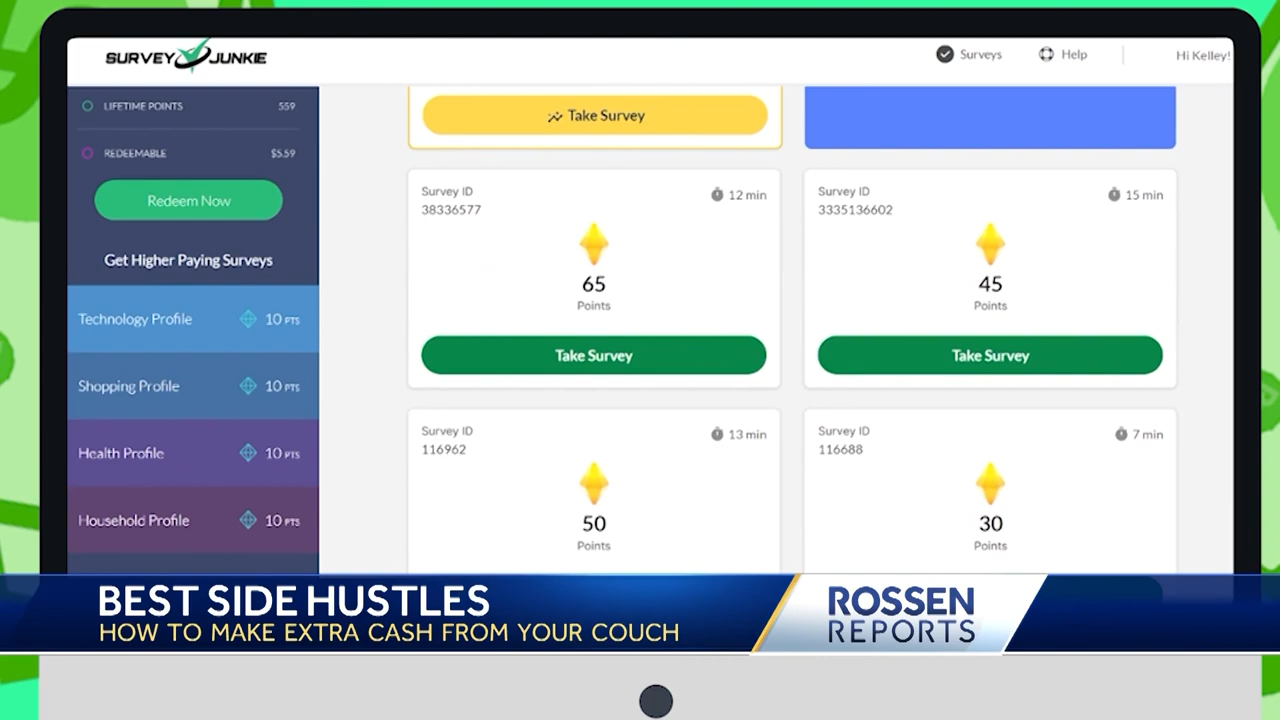 SURVEY JUNKIE
Surveys
Help
Hi Kelley!
LIFETIME POINTS 559
REDEEMABLE $5.59
Redeem Now
Get Higher Paying Surveys
Technology Profile 10 PTS
Shopping Profile 10 PTS
Health Profile 10 PTS
Household Profile 10 PTS
Take Survey
Survey ID
38336577
12 min
65
Points
Take Survey
Survey ID
3335136602
15 min
45
Points
Take Survey
Survey ID
116962
13 min
50
Points
Survey ID
116688
7 min
30
Points
BEST SIDE HUSTLES
HOW TO MAKE EXTRA CASH FROM YOUR COUCH
ROSSEN
REPORTS